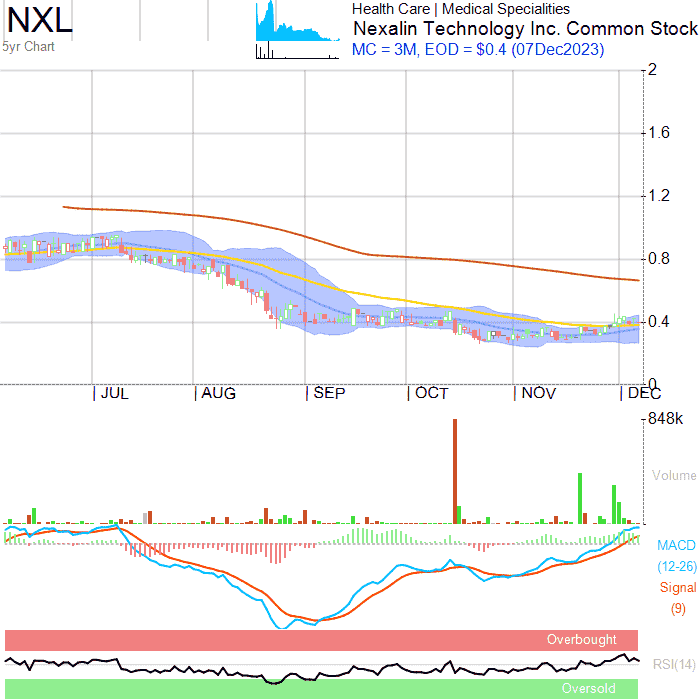 NXL
5yr Chart
Health Care | Medical Specialities
Nexalin Technology Inc. Common Stock
MC = 3M, EOD = $0.4 (07Dec2023)
2
1.6
1.2
0.8
0.4
0
JUL AUG SEP OCT NOV DEC
848k
Volume
MACD
(12-26)
Signal
(9)
Overbought
RSI(14)
Oversold